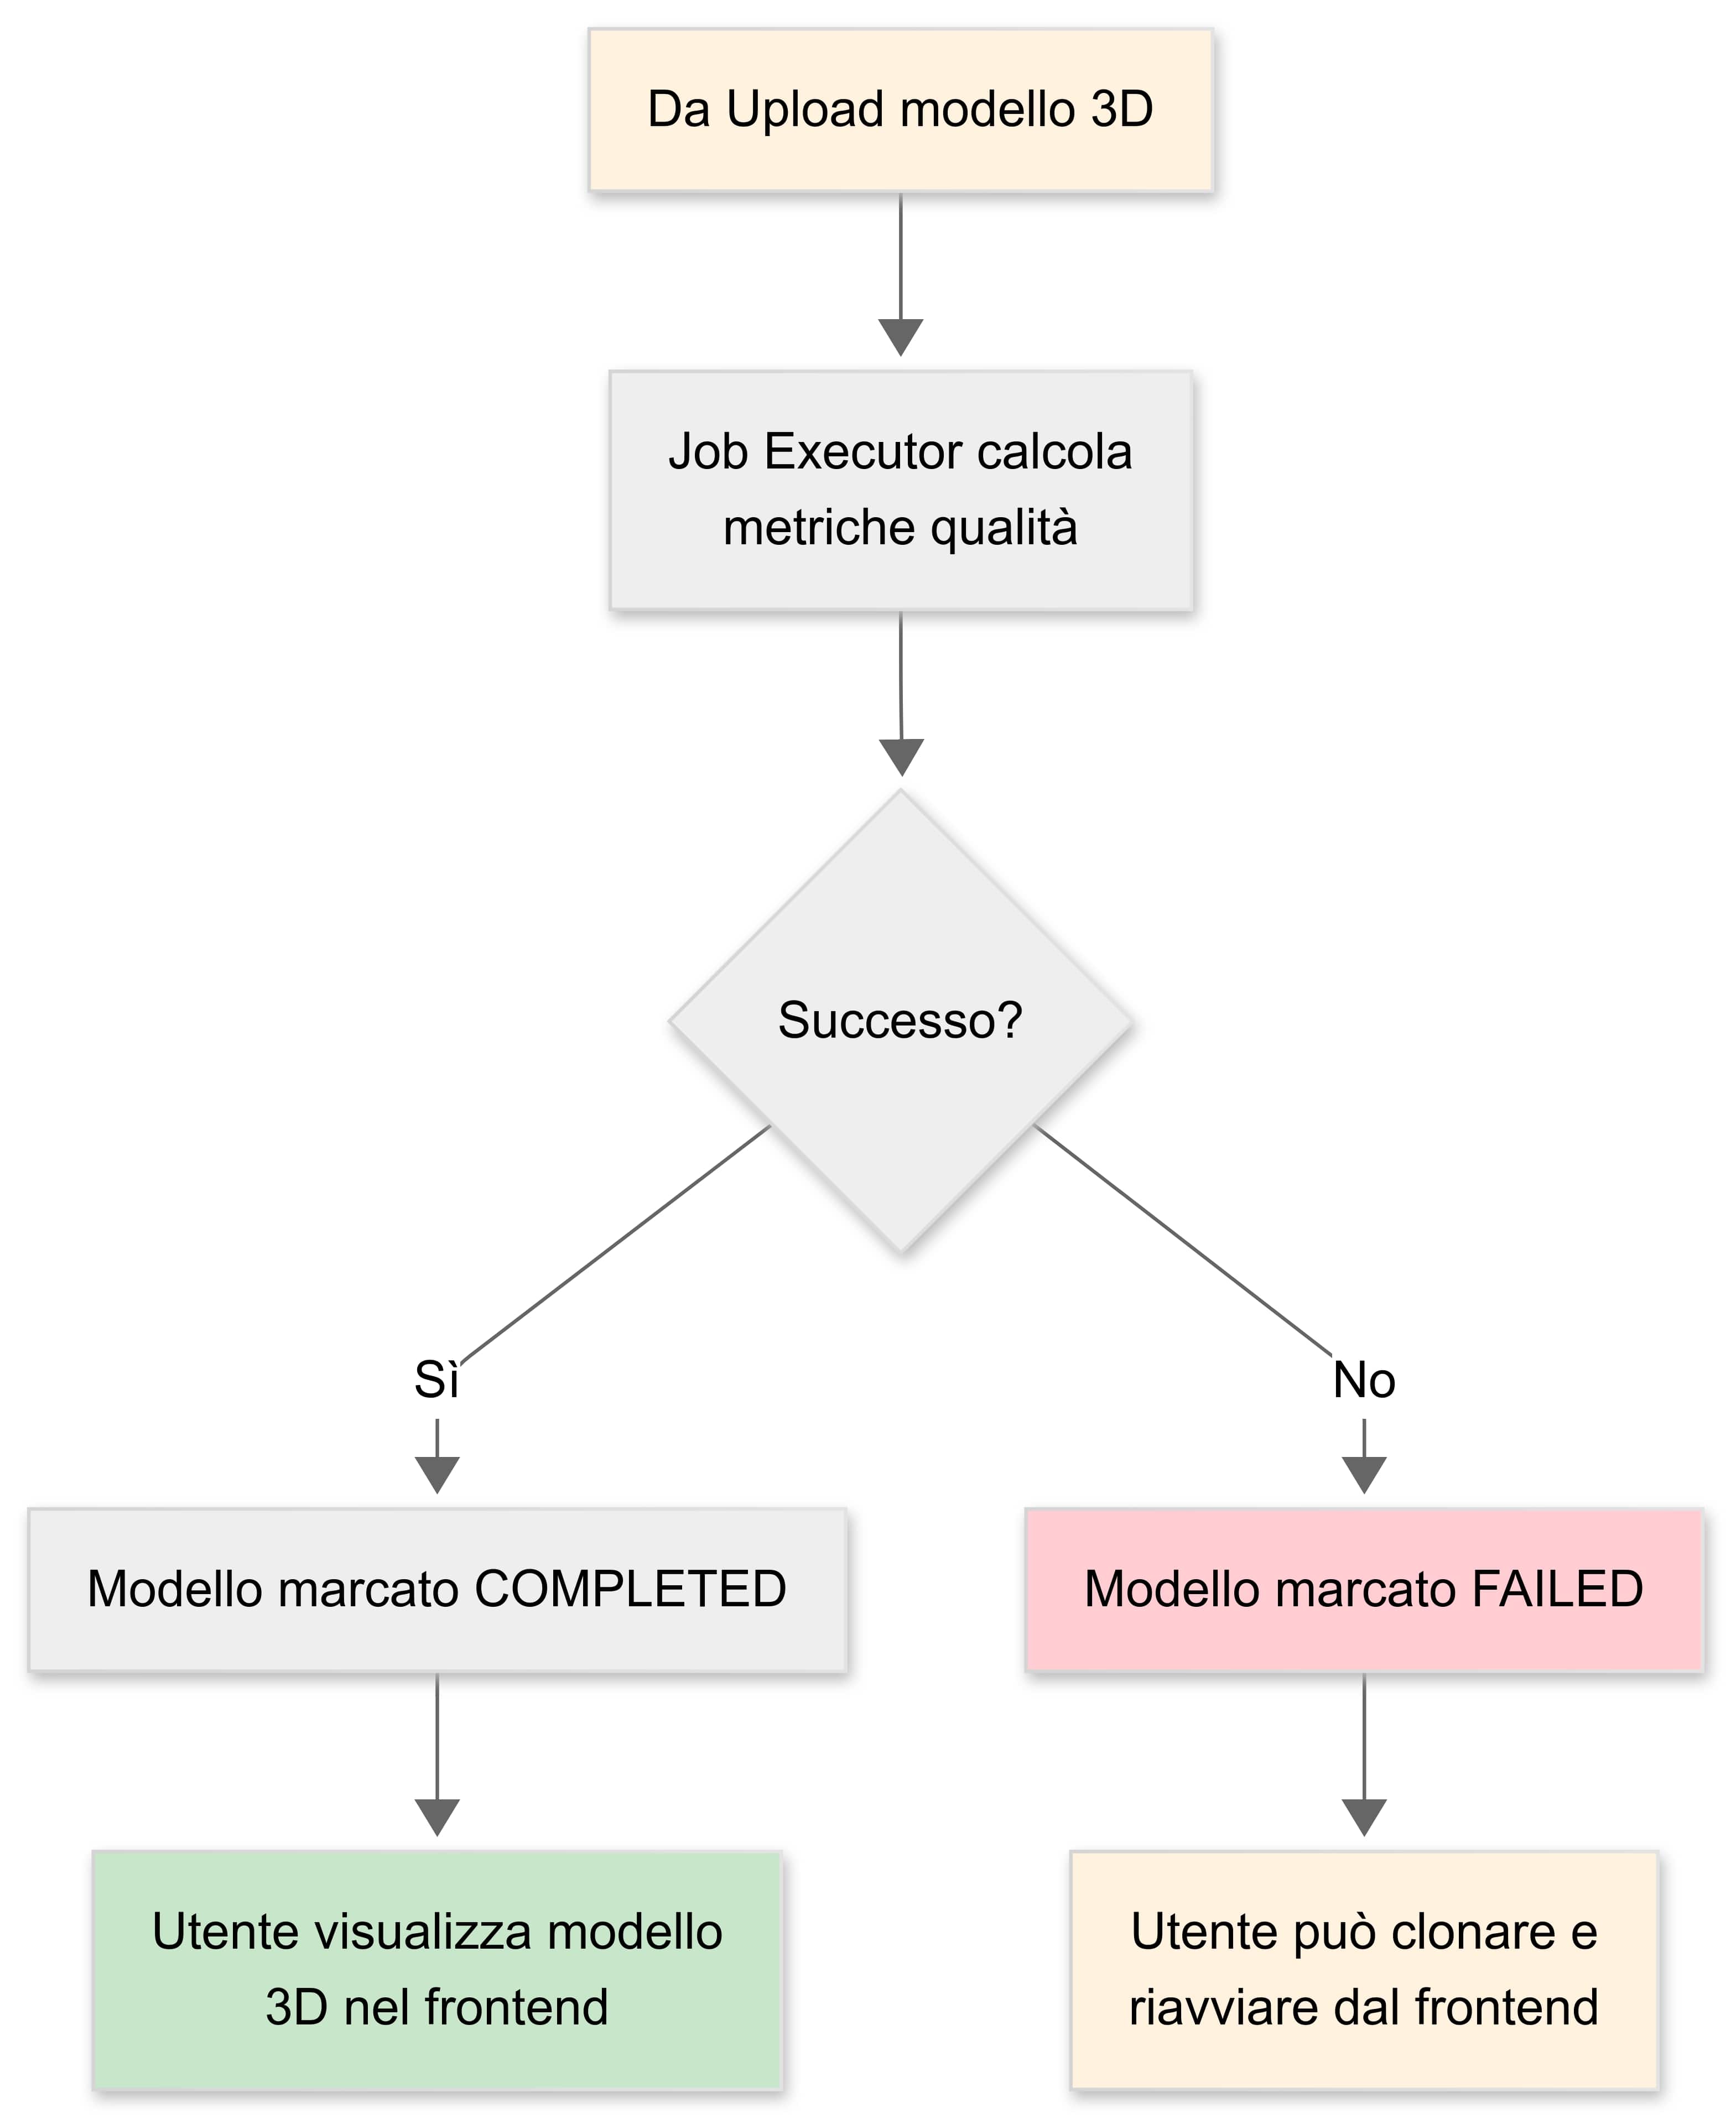 Da Upload modello 3D
Job Executor calcola
metriche qualità
Successo?
Sì
No
Modello marcato COMPLETED
Modello marcato FAILED
Utente visualizza modello
3D nel frontend
Utente può clonare e
riavviare dal frontend